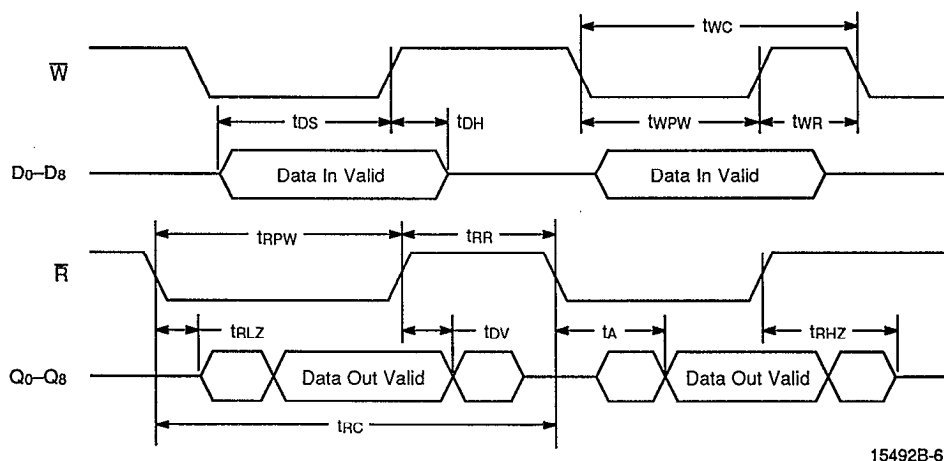 tWC
W̅
tDS tDH tWPW tWR
D0–D8 Data In Valid Data In Valid
tRPW tRR
R̅
tRLZ tDV tA tRHZ
Q0–Q8 Data Out Valid Data Out Valid
tRC
15492B-6